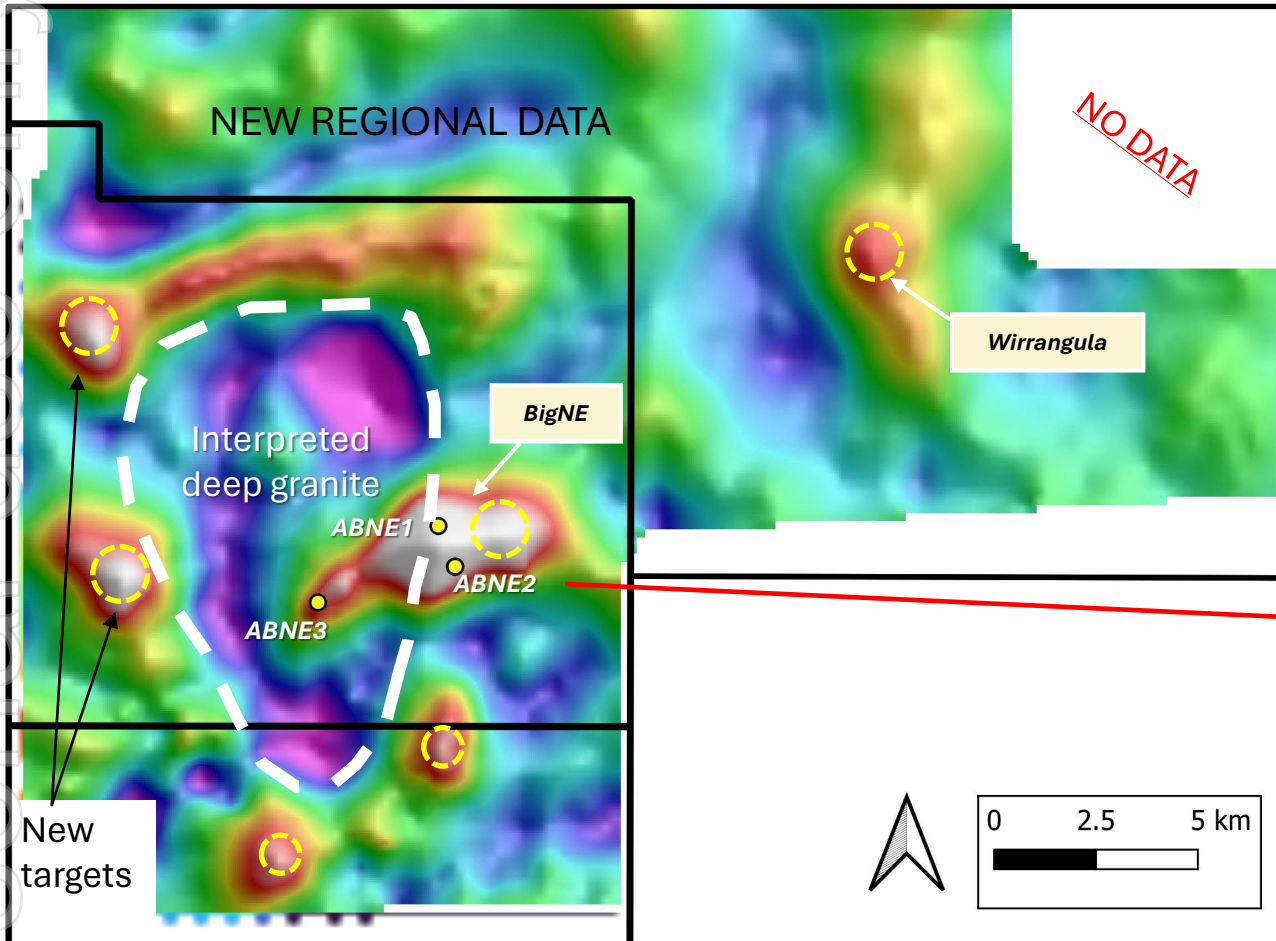 NEW REGIONAL DATA
NO DATA
Wirrangula
BigNE
Interpreted
deep granite
ABNE1
ABNE2
ABNE3
New
targets
0 2.5 5 km